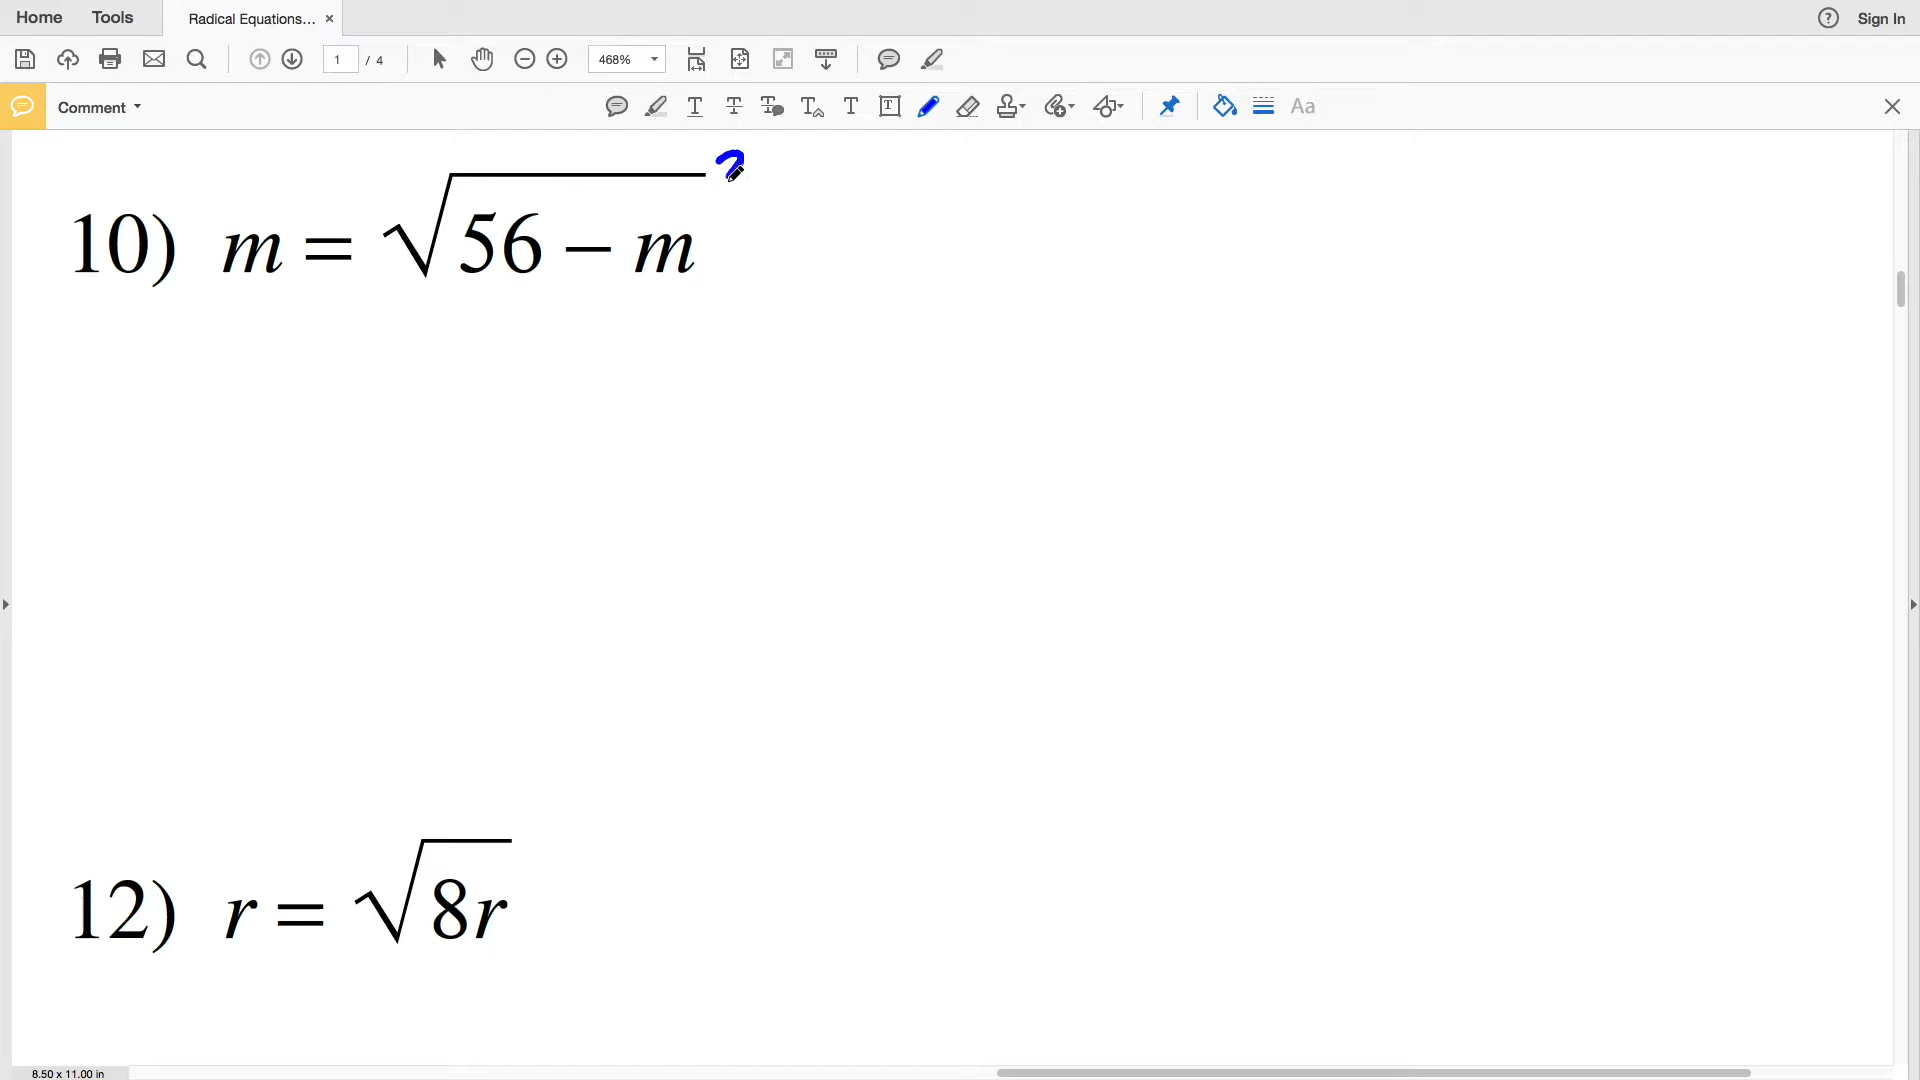 Home Tools Radical Equations... × ? Sign In
1 / 4 468%
Comment T T T T T T Aa
2
10) m = √56 − m
12) r = √8r
8.50 x 11.00 in